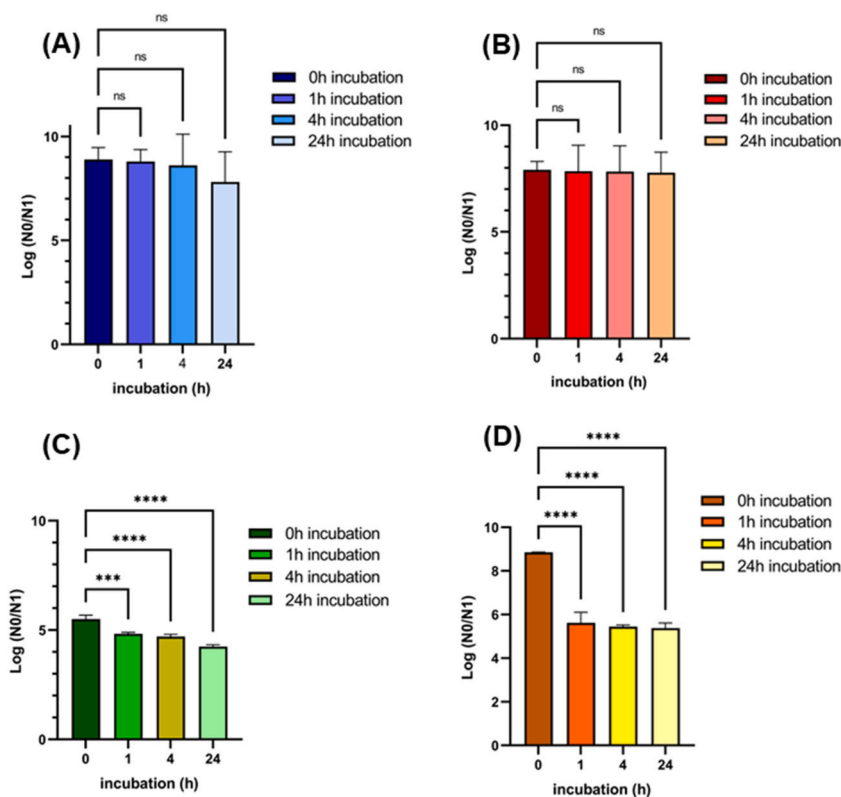 (A)
ns
ns
ns
10
5
0
Log (N0/N1)
0 1 4 24
incubation (h)
0h incubation
1h incubation
4h incubation
24h incubation
(B)
ns
ns
ns
10
8
6
4
2
0
Log (N0/N1)
0 1 4 24
incubation (h)
0h incubation
1h incubation
4h incubation
24h incubation
(C)
****
****
***
10
5
0
Log (N0/N1)
0 1 4 24
incubation (h)
0h incubation
1h incubation
4h incubation
24h incubation
(D)
****
****
****
10
8
6
4
2
0
Log (N0/N1)
0 1 4 24
incubation (h)
0h incubation
1h incubation
4h incubation
24h incubation